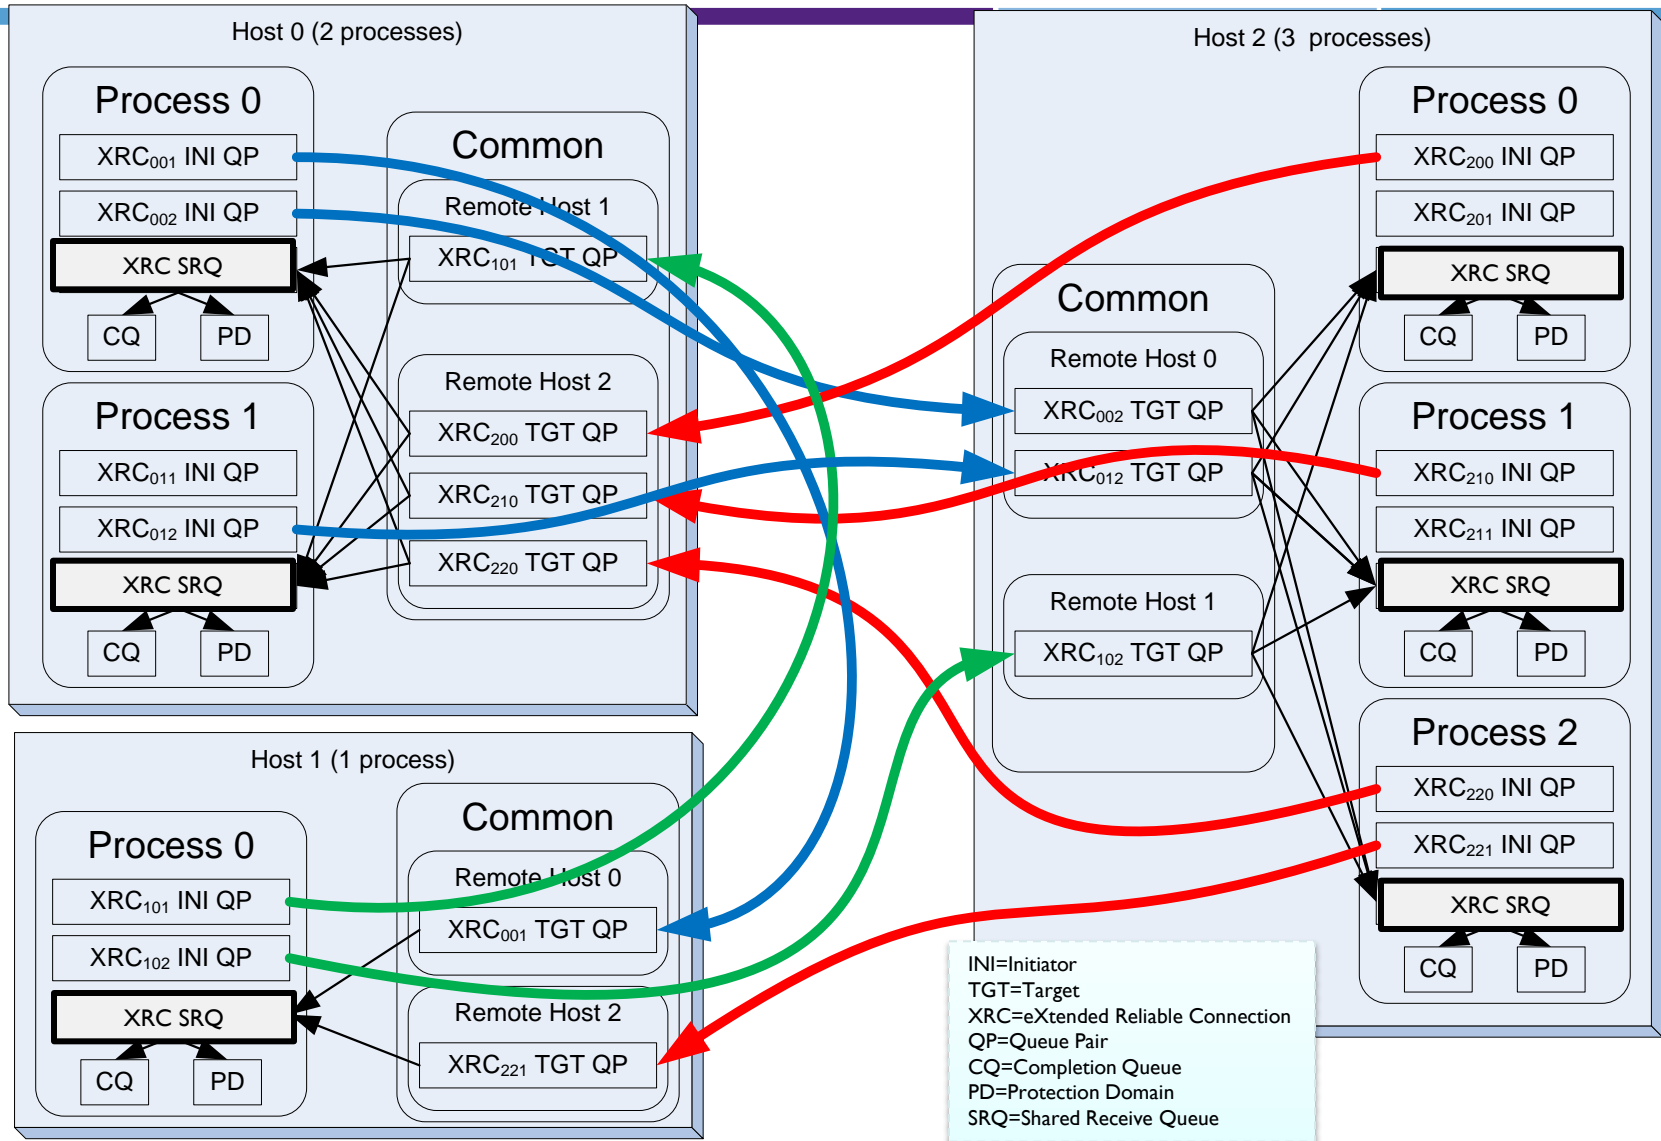 Host 0 (2 processes)
Process 0
XRC001 INI QP
XRC002 INI QP
XRC SRQ
CQ
PD
Process 1
XRC011 INI QP
XRC012 INI QP
XRC SRQ
CQ
PD
Common
Remote Host 1
XRC101 TGT QP
Remote Host 2
XRC200 TGT QP
XRC210 TGT QP
XRC220 TGT QP
Host 1 (1 process)
Process 0
XRC101 INI QP
XRC102 INI QP
XRC SRQ
CQ
PD
Common
Remote Host 0
XRC001 TGT QP
Remote Host 2
XRC221 TGT QP
Host 2 (3 processes)
Common
Remote Host 0
XRC002 TGT QP
XRC012 TGT QP
Remote Host 1
XRC102 TGT QP
Process 0
XRC200 INI QP
XRC201 INI QP
XRC SRQ
CQ
PD
Process 1
XRC210 INI QP
XRC211 INI QP
XRC SRQ
CQ
PD
Process 2
XRC220 INI QP
XRC221 INI QP
XRC SRQ
CQ
PD
INI=Initiator
TGT=Target
XRC=eXtended Reliable Connection
QP=Queue Pair
CQ=Completion Queue
PD=Protection Domain
SRQ=Shared Receive Queue